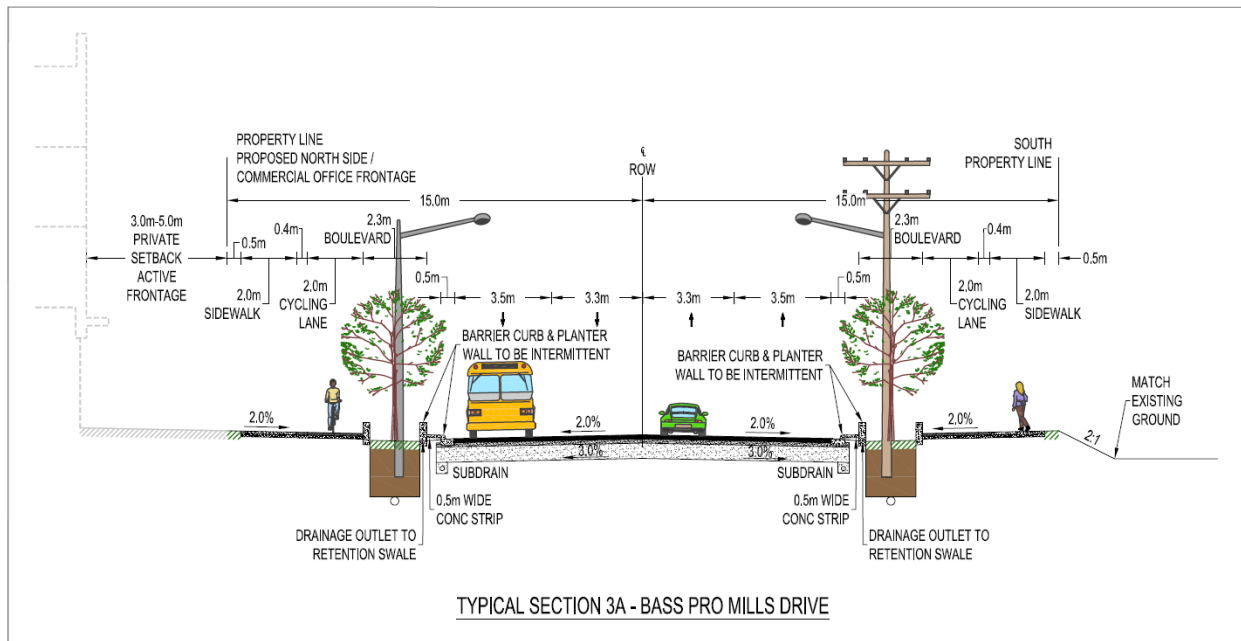 PROPERTY LINE
PROPOSED NORTH SIDE /
COMMERCIAL OFFICE FRONTAGE
℄
ROW
SOUTH
PROPERTY LINE
15.0m
15.0m
3.0m-5.0m
PRIVATE
SETBACK
ACTIVE
FRONTAGE
0.5m
2.0m
SIDEWALK
0.4m
2.0m
CYCLING
LANE
2.3m
BOULEVARD
0.5m
3.5m
3.3m
3.3m
3.5m
0.5m
2.3m
BOULEVARD
2.0m
CYCLING
LANE
0.4m
2.0m
SIDEWALK
0.5m
BARRIER CURB & PLANTER
WALL TO BE INTERMITTENT
BARRIER CURB & PLANTER
WALL TO BE INTERMITTENT
MATCH
EXISTING
GROUND
2.0%
2.0%
2.0%
2.0%
2:1
3.0%
3.0%
SUBDRAIN
SUBDRAIN
0.5m WIDE
CONC STRIP
0.5m WIDE
CONC STRIP
DRAINAGE OUTLET TO
RETENTION SWALE
DRAINAGE OUTLET TO
RETENTION SWALE
TYPICAL SECTION 3A - BASS PRO MILLS DRIVE